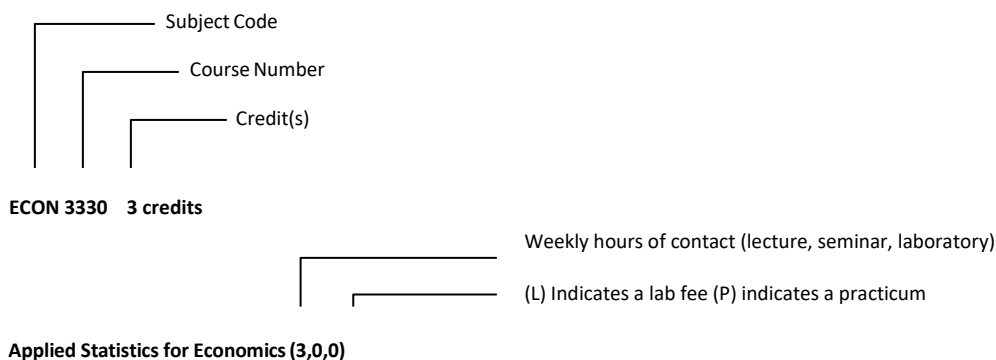 Subject Code
Course Number
Credit(s)
ECON 3330 3 credits
Weekly hours of contact (lecture, seminar, laboratory)
(L) Indicates a lab fee (P) indicates a practicum
Applied Statistics for Economics (3,0,0)